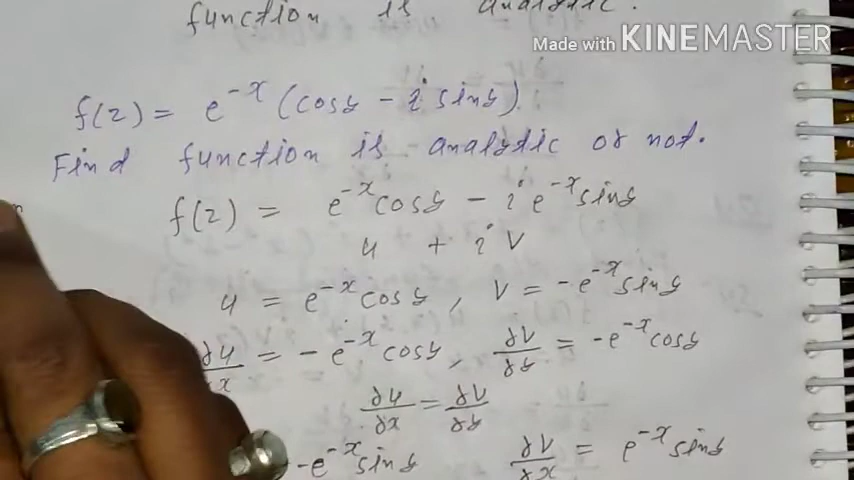 function is analytic.
Made with KINEMASTER
f(z) = e^-x (cosy - i siny)
Find function is analytic or not.
f(z) = e^-x cosy - i e^-x siny
u + i v
u = e^-x cosy, v = -e^-x siny
∂u/∂x = -e^-x cosy, ∂v/∂y = -e^-x cosy
∂u/∂x = ∂v/∂y
-e^-x siny ∂v/∂x = e^-x siny